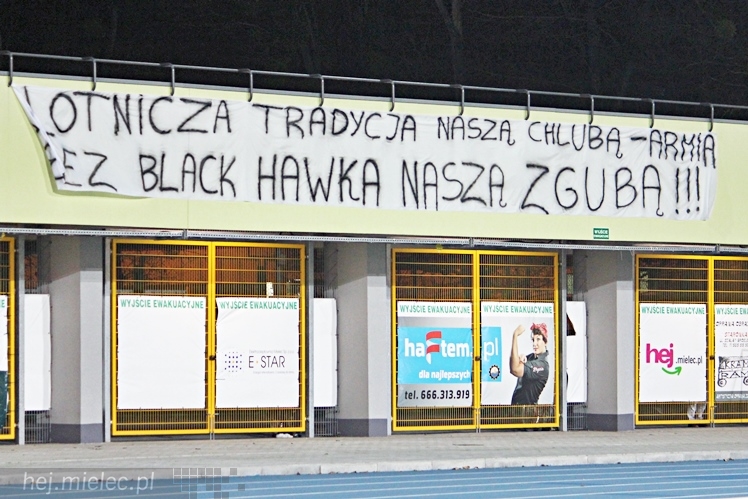 LOTNICZA TRADYCJA NASZĄ CHLUBĄ – ARMIA
BEZ BLACK HAWKA NASZĄ ZGUBĄ!!!
WYJŚCIE
WYJŚCIE EWAKUACYJNE
WYJŚCIE EWAKUACYJNE
E-STAR
WYJŚCIE EWAKUACYJNE
WYJŚCIE EWAKUACYJNE
haftem.pl
dla najlepszych
tel. 666.313.919
WYJŚCIE EWAKUACYJNE
hej.mielec.pl
hej.mielec.pl